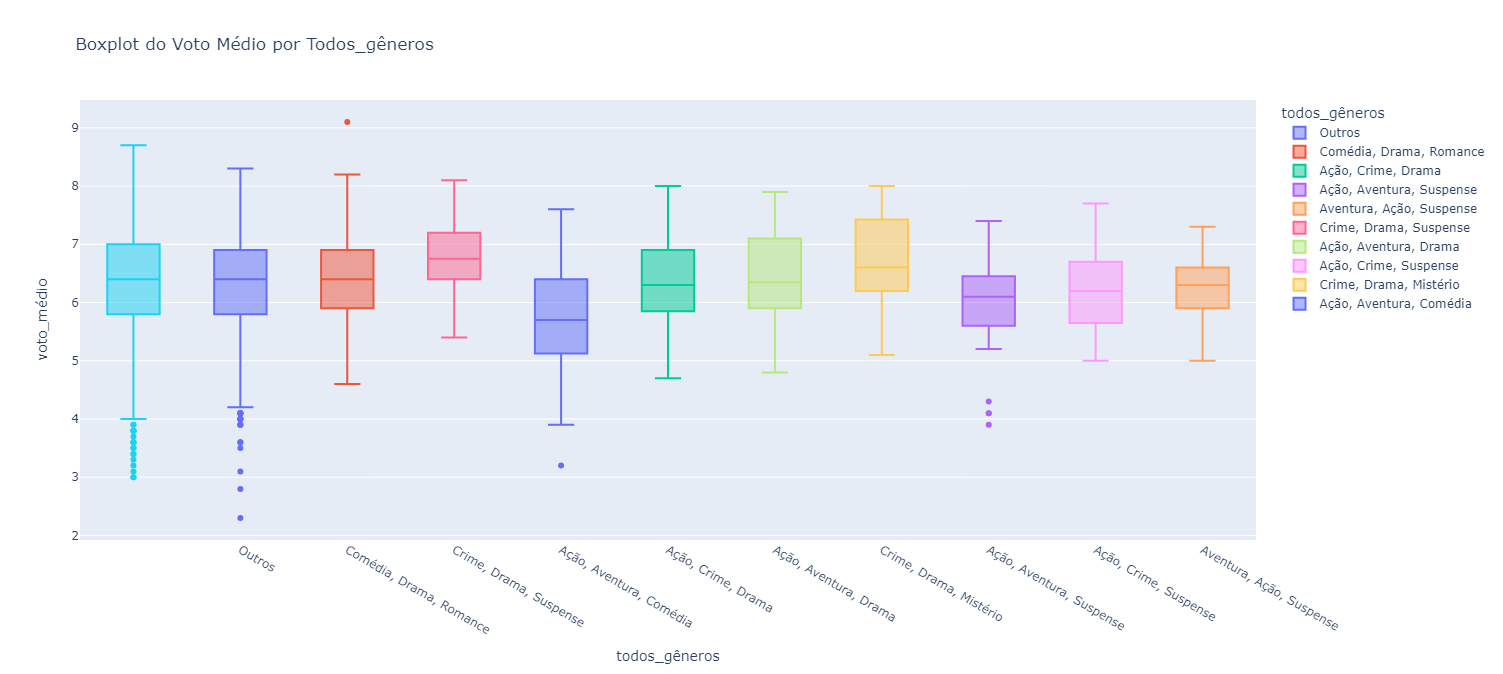 Boxplot do Voto Médio por Todos_gêneros
todos_gêneros
Outros
Comédia, Drama, Romance
Ação, Crime, Drama
Ação, Aventura, Suspense
Aventura, Ação, Suspense
Crime, Drama, Suspense
Ação, Aventura, Drama
Ação, Crime, Suspense
Crime, Drama, Mistério
Ação, Aventura, Comédia
voto_médio
9
8
7
6
5
4
3
2
Outros
Comédia, Drama, Romance
Crime, Drama, Suspense
Ação, Aventura, Comédia
Ação, Crime, Drama
Ação, Aventura, Drama
Crime, Drama, Mistério
Ação, Aventura, Suspense
Ação, Crime, Suspense
Aventura, Ação, Suspense
todos_gêneros